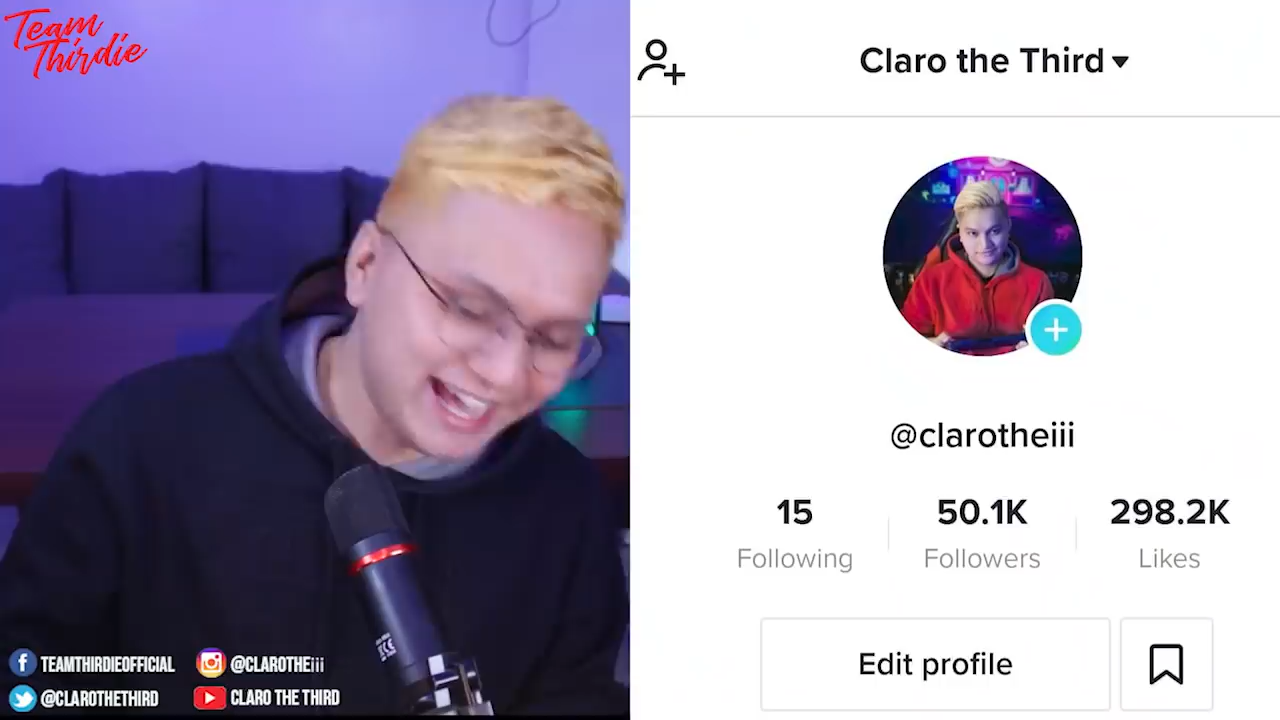 Team
Thirdie
Claro the Third
@clarotheiii
15 50.1K 298.2K
Following Followers Likes
Edit profile
TEAMTHIRDIEOFFICIAL @CLAROTHEiii
@CLAROTHETHIRD CLARO THE THIRD